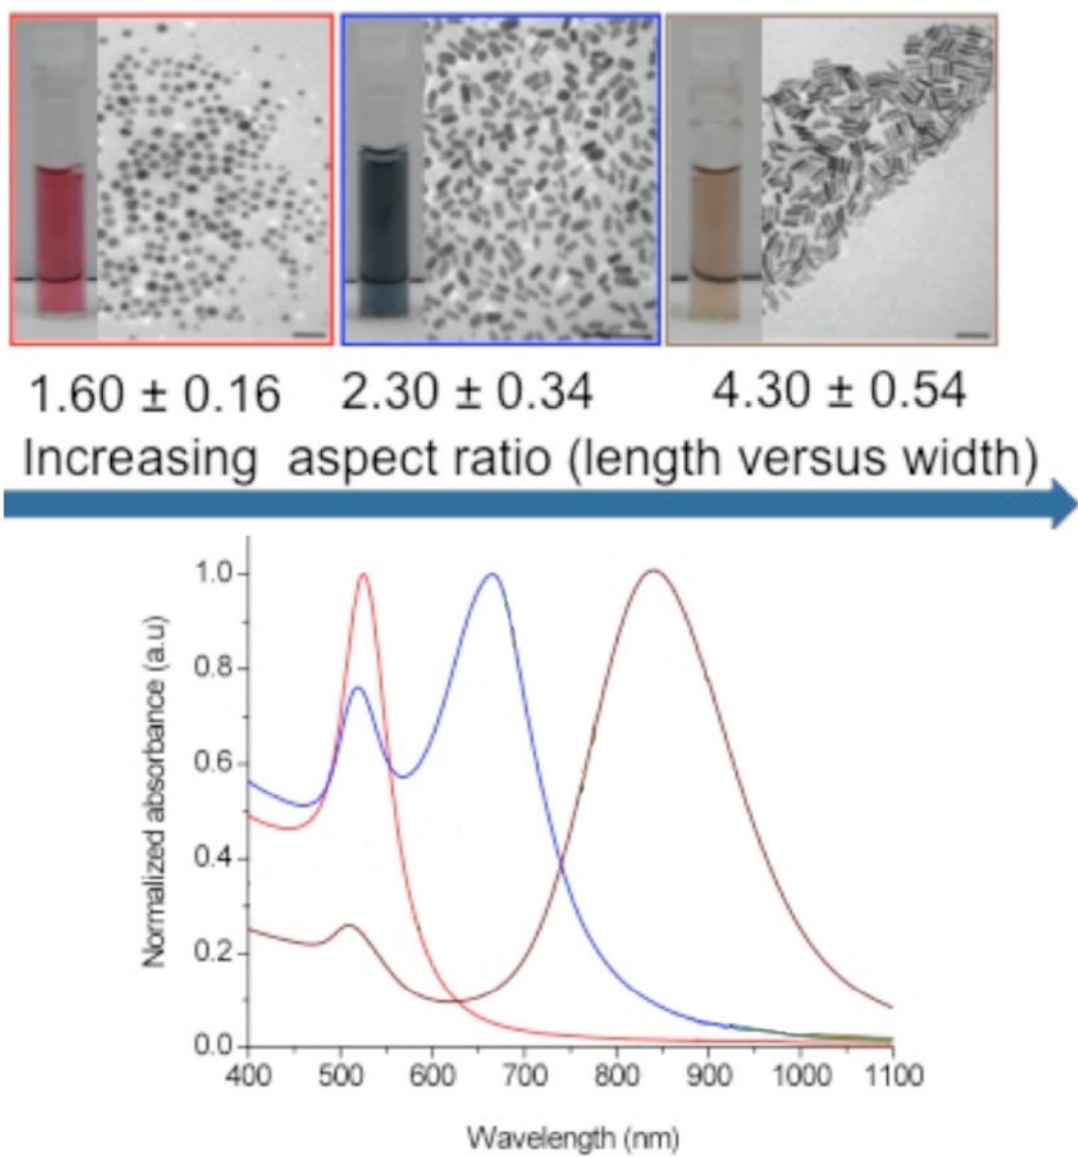 1.60 ± 0.16 2.30 ± 0.34 4.30 ± 0.54
Increasing aspect ratio (length versus width)
1.0
0.8
0.6
0.4
0.2
0.0
Normalized absorbance (a.u)
400 500 600 700 800 900 1000 1100
Wavelength (nm)